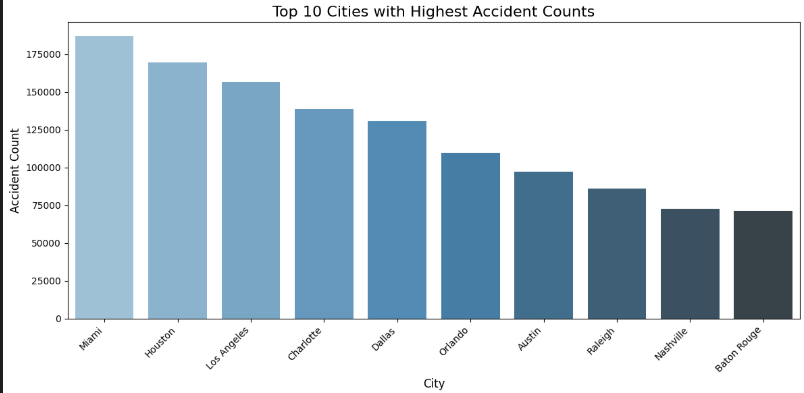 Top 10 Cities with Highest Accident Counts
Accident Count
175000
150000
125000
100000
75000
50000
25000
0
Miami
Houston
Los Angeles
Charlotte
Dallas
Orlando
Austin
Raleigh
Nashville
Baton Rouge
City